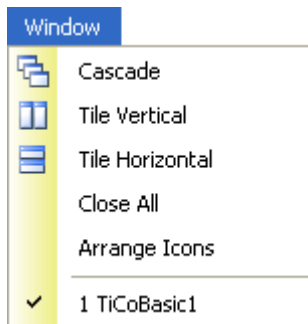 Window
Cascade
Tile Vertical
Tile Horizontal
Close All
Arrange Icons
1 TiCoBasic1